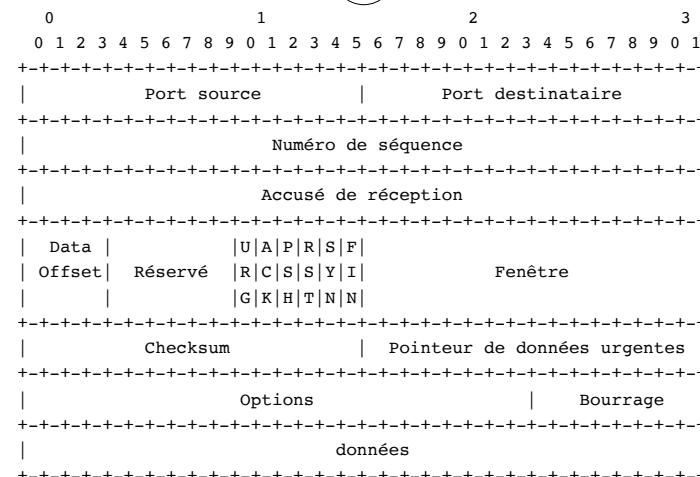 0 1 2 3
0 1 2 3 4 5 6 7 8 9 0 1 2 3 4 5 6 7 8 9 0 1 2 3 4 5 6 7 8 9 0 1
+-+-+-+-+-+-+-+-+-+-+-+-+-+-+-+-+-+-+-+-+-+-+-+-+-+-+-+-+-+-+-+-
| Port source | Port destinataire
+-+-+-+-+-+-+-+-+-+-+-+-+-+-+-+-+-+-+-+-+-+-+-+-+-+-+-+-+-+-+-+-
| Numéro de séquence
+-+-+-+-+-+-+-+-+-+-+-+-+-+-+-+-+-+-+-+-+-+-+-+-+-+-+-+-+-+-+-+-
| Accusé de réception
+-+-+-+-+-+-+-+-+-+-+-+-+-+-+-+-+-+-+-+-+-+-+-+-+-+-+-+-+-+-+-+-
| Data | |U|A|P|R|S|F|
| Offset| Réservé |R|C|S|S|Y|I| Fenêtre
| | |G|K|H|T|N|N|
+-+-+-+-+-+-+-+-+-+-+-+-+-+-+-+-+-+-+-+-+-+-+-+-+-+-+-+-+-+-+-+-
| Checksum | Pointeur de données urgentes
+-+-+-+-+-+-+-+-+-+-+-+-+-+-+-+-+-+-+-+-+-+-+-+-+-+-+-+-+-+-+-+-
| Options | Bourrage
+-+-+-+-+-+-+-+-+-+-+-+-+-+-+-+-+-+-+-+-+-+-+-+-+-+-+-+-+-+-+-+-
| données
+-+-+-+-+-+-+-+-+-+-+-+-+-+-+-+-+-+-+-+-+-+-+-+-+-+-+-+-+-+-+-+-